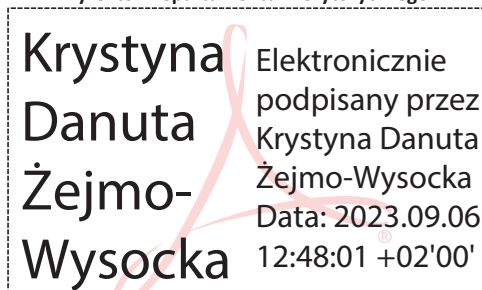 Krystyna
Danuta
Żejmo-
Wysocka
Elektronicznie
podpisany przez
Krystyna Danuta
Żejmo-Wysocka
Data: 2023.09.06
12:48:01 +02'00'